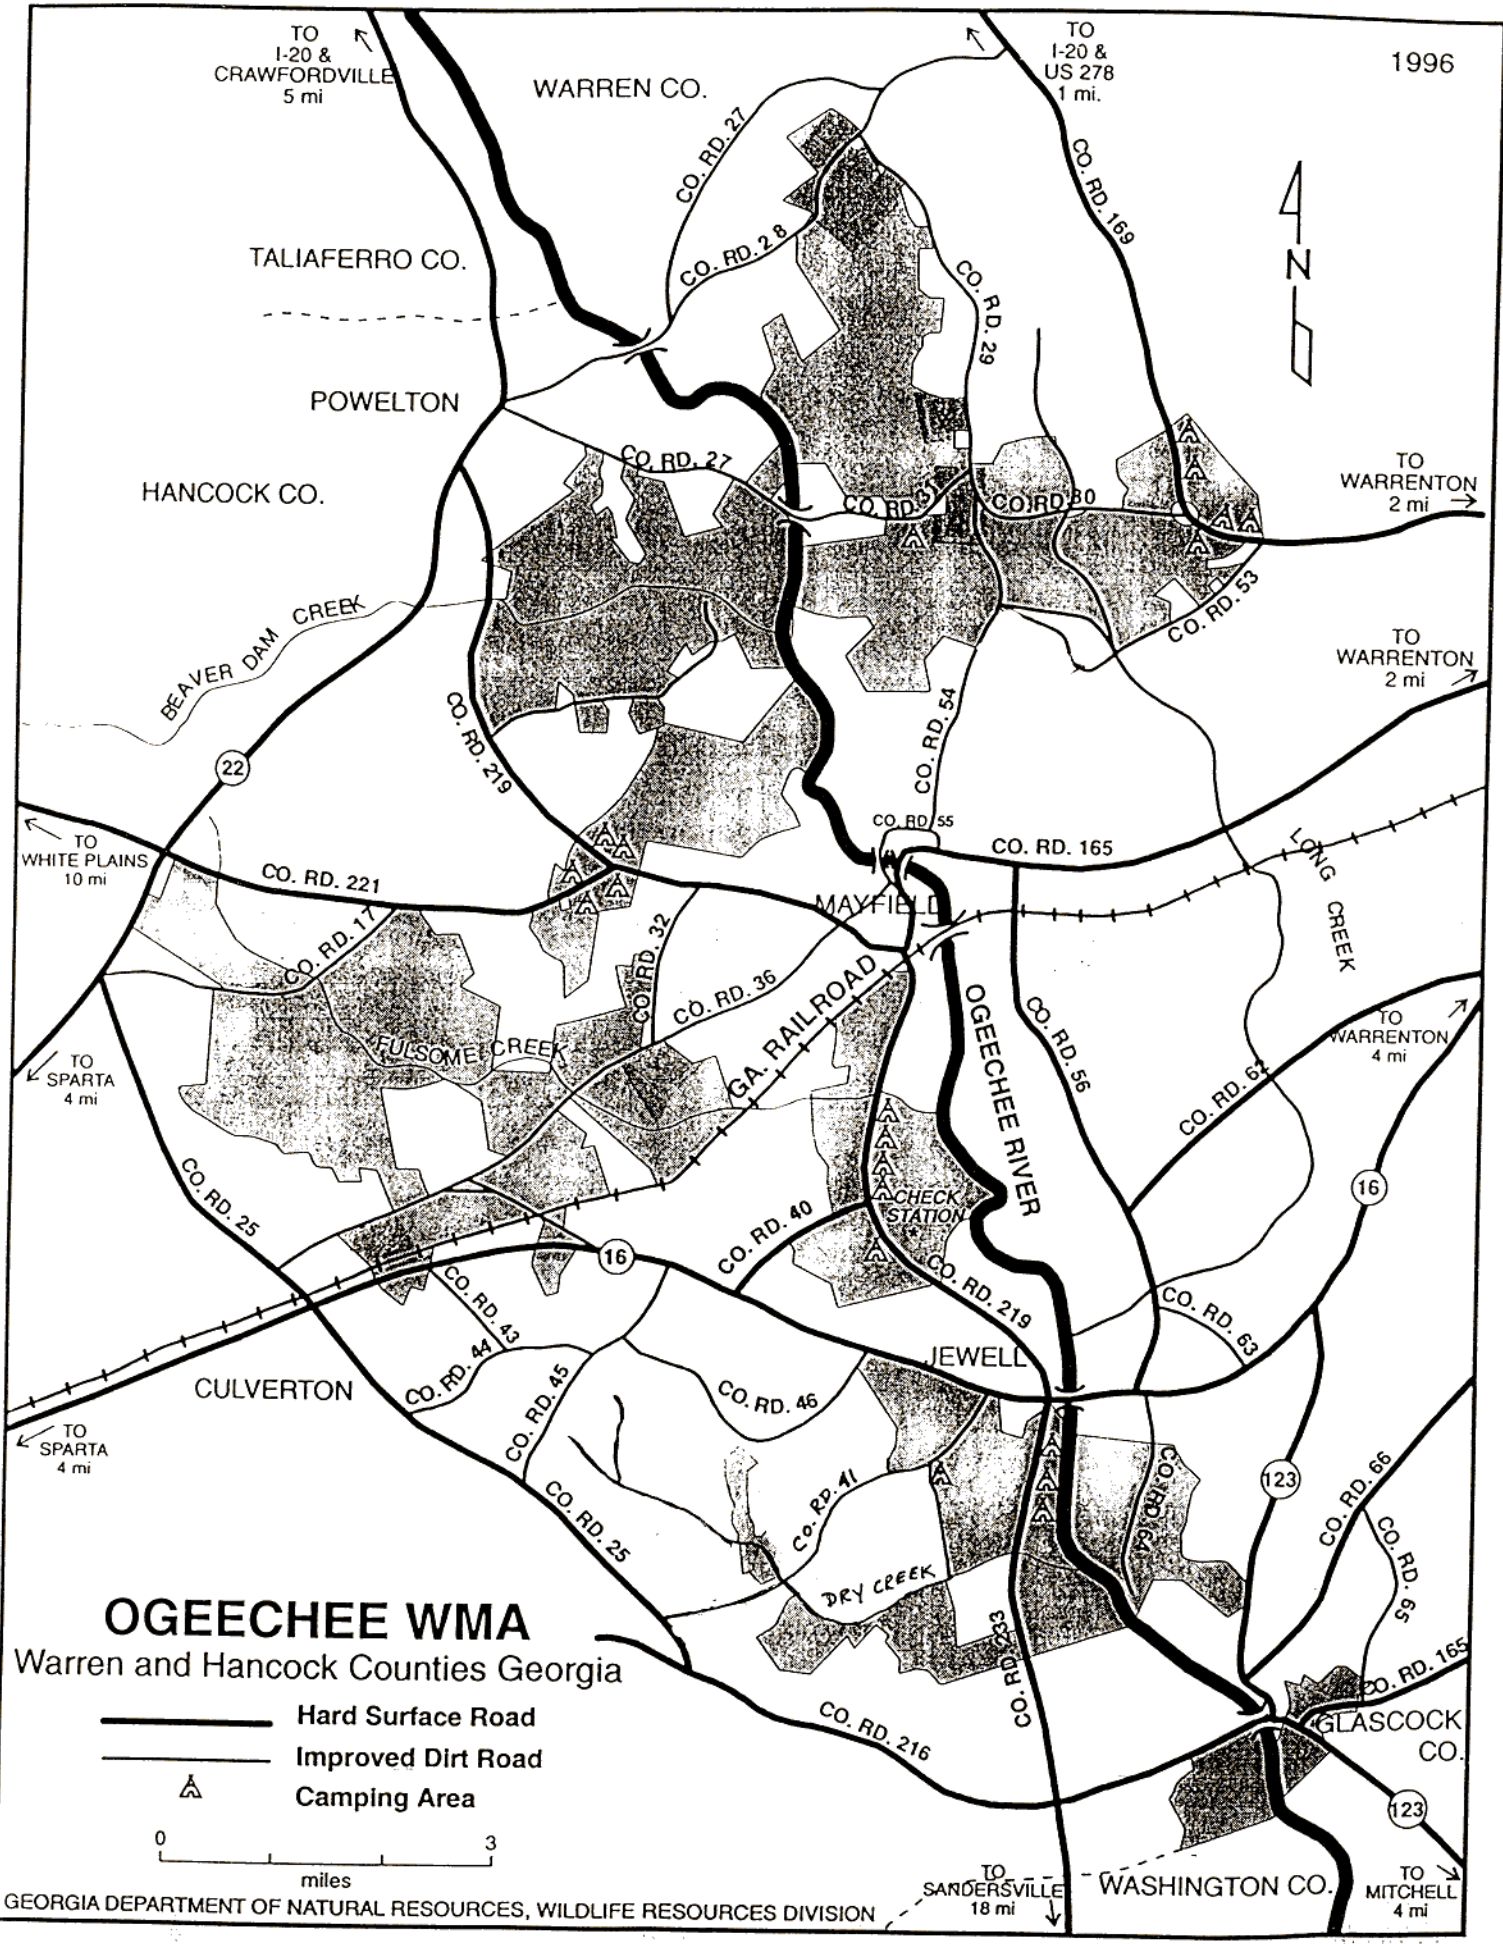 TO
I-20 &
CRAWFORDVILLE
5 mi
WARREN CO.
TO
I-20 &
US 278
1 mi.
1996
CO. RD. 27
CO. RD. 169
CO. RD. 28
TALIAFERRO CO.
N
CO. RD. 29
POWELTON
CO. RD. 27
HANCOCK CO.
CO. RD. 31
CO. RD. 30
TO
WARRENTON
2 mi
BEAVER DAM CREEK
CO. RD. 53
TO
WARRENTON
2 mi
CO. RD. 219
CO. RD. 54
22
CO. RD. 55
TO
WHITE PLAINS
10 mi
CO. RD. 221
CO. RD. 165
LONG CREEK
MAYFIELD
CO. RD. 17
CO. RD. 32
CO. RD. 36
GA. RAILROAD
OGEECHEE RIVER
CO. RD. 56
FULSOME CREEK
TO
SPARTA
4 mi
TO
WARRENTON
4 mi
CO. RD. 62
16
CO. RD. 25
CHECK
STATION
CO. RD. 40
16
CO. RD. 219
CO. RD. 43
CO. RD. 63
JEWELL
CO. RD. 44
CULVERTON
CO. RD. 45
CO. RD. 46
TO
SPARTA
4 mi
CO. RD. 41
CO. RD. 64
123
CO. RD. 66
CO. RD. 25
CO. RD. 65
DRY CREEK
CO. RD. 233
OGEECHEE WMA
Warren and Hancock Counties Georgia
Hard Surface Road
Improved Dirt Road
Camping Area
0 3
miles
CO. RD. 216
CO. RD. 165
GLASCOCK
CO.
123
TO
SANDERSVILLE
18 mi
WASHINGTON CO.
TO
MITCHELL
4 mi
GEORGIA DEPARTMENT OF NATURAL RESOURCES, WILDLIFE RESOURCES DIVISION